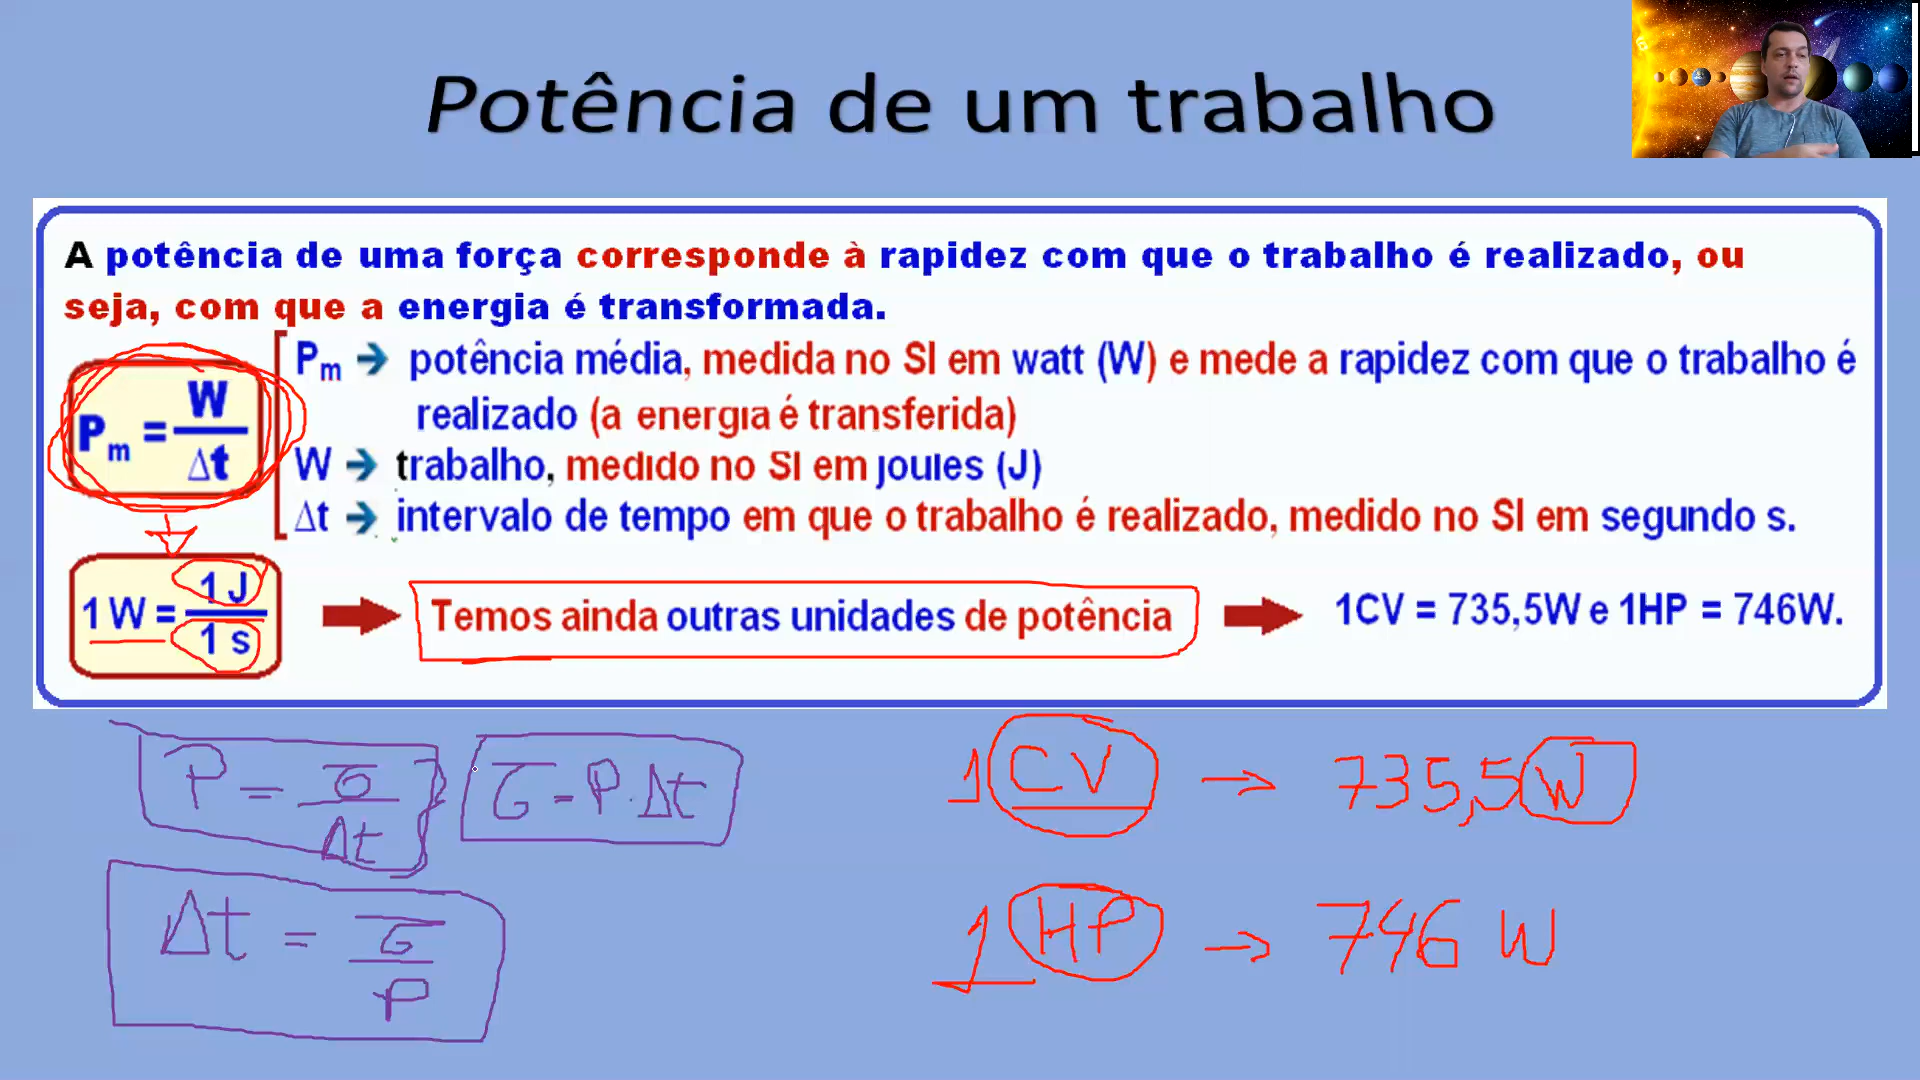 Potência de um trabalho
A potência de uma força corresponde à rapidez com que o trabalho é realizado, ou
seja, com que a energia é transformada.
Pm = W/Δt
Pm → potência média, medida no SI em watt (W) e mede a rapidez com que o trabalho é
realizado (a energia é transferida)
W → trabalho, medido no SI em joules (J)
Δt → intervalo de tempo em que o trabalho é realizado, medido no SI em segundo s.
1 W = 1 J/1 s
Temos ainda outras unidades de potência
1CV = 735,5W e 1HP = 746W.
P = σ/Δt
τ = P · Δt
1 CV → 735,5 W
Δt = τ/P
1 HP → 746 W